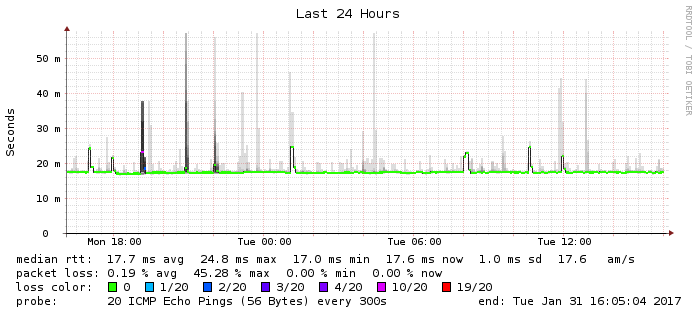 Last 24 Hours
RRDTOOL / TOBI OETIKER
Seconds
50 m
40 m
30 m
20 m
10 m
0
Mon 18:00 Tue 00:00 Tue 06:00 Tue 12:00
median rtt: 17.7 ms avg 24.8 ms max 17.0 ms min 17.6 ms now 1.0 ms sd 17.6 am/s
packet loss: 0.19 % avg 45.28 % max 0.00 % min 0.00 % now
loss color: 0 1/20 2/20 3/20 4/20 10/20 19/20
probe: 20 ICMP Echo Pings (56 Bytes) every 300s end: Tue Jan 31 16:05:04 2017